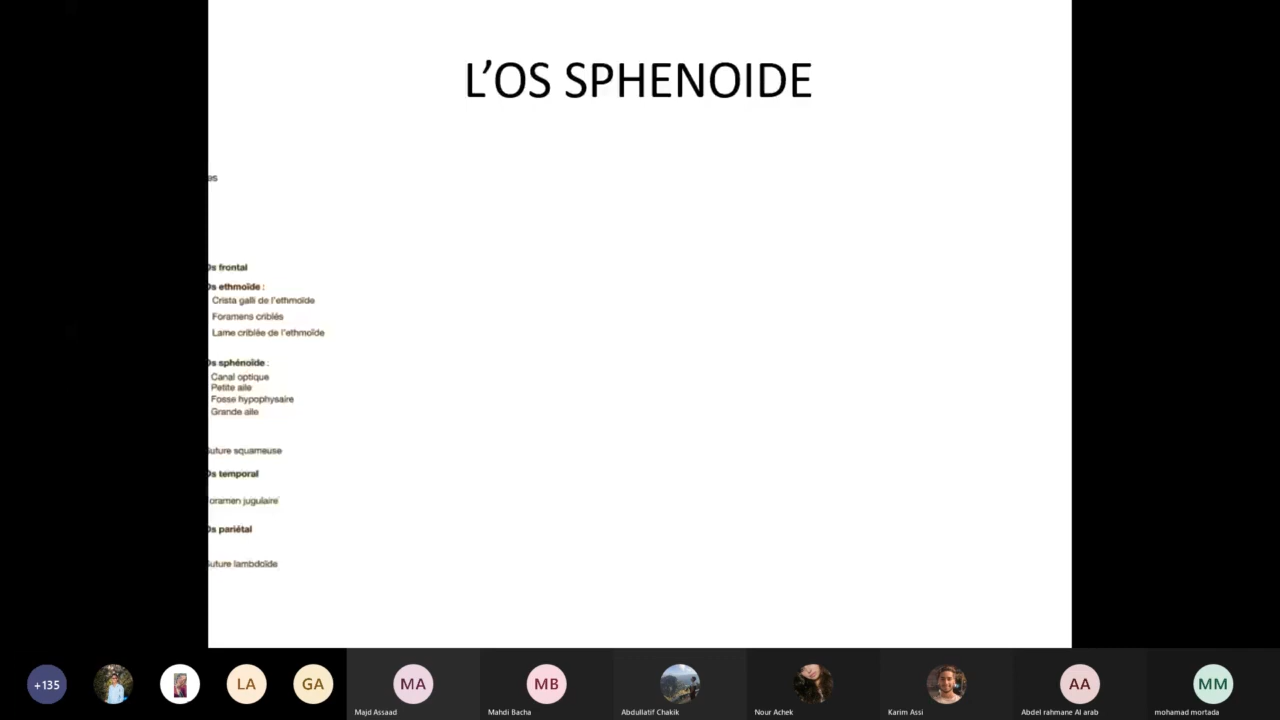 L’OS SPHENOIDE
es
Os frontal
Os ethmoïde :
Crista galli de l'ethmoïde
Foramens criblés
Lame criblée de l'ethmoïde
Os sphénoïde :
Canal optique
Petite aile
Fosse hypophysaire
Grande aile
uture squameuse
Os temporal
oramen jugulaire
Os pariétal
uture lambdoïde
+135
LA
GA
MA
MB
AA
MM
Majd Assaad
Mahdi Bacha
Abdullatif Chakik
Nour Achek
Karim Assi
Abdel rahmane Al arab
mohamad mortada